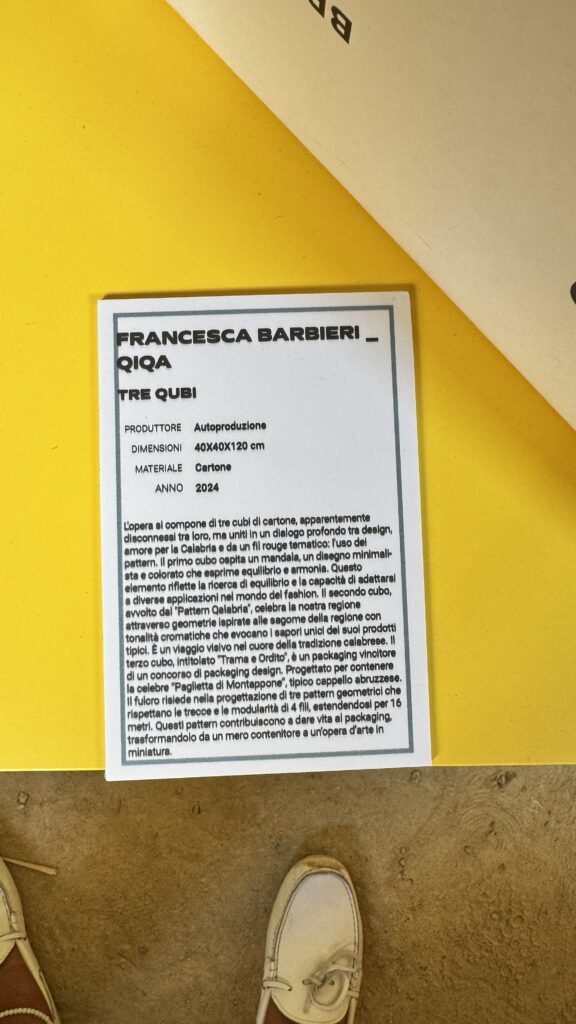 BA
FRANCESCA BARBIERI _
QIQA
TRE QUBI
PRODUTTORE Autoproduzione
DIMENSIONI 40X40X120 cm
MATERIALE Cartone
ANNO 2024
L'opera si compone di tre cubi di cartone, apparentemente
disconnessi tra loro, ma uniti in un dialogo profondo tra design,
amore per la Calabria e da un fil rouge tematico: l'uso del
pattern. Il primo cubo ospita un mandala, un disegno minimali-
sta e colorato che esprime equilibrio e armonia. Questo
elemento riflette la ricerca di equilibrio e la capacità di adattarsi
a diverse applicazioni nel mondo del fashion. Il secondo cubo,
avvolto dal "Pattern Qalabria", celebra la nostra regione
attraverso geometrie ispirate alle sagome della regione con
tonalità cromatiche che evocano i sapori unici dei suoi prodotti
tipici. È un viaggio visivo nel cuore della tradizione calabrese. Il
terzo cubo, intitolato "Trama e Ordito", è un packaging vincitore
di un concorso di packaging design. Progettato per contenere
la celebre "Paglietta di Montappone", tipico cappello abruzzese.
Il fulcro risiede nella progettazione di tre pattern geometrici che
rispettano le trecce e le modularità di 4 fili, estendendosi per 16
metri. Questi pattern contribuiscono a dare vita al packaging,
trasformandolo da un mero contenitore a un'opera d'arte in
miniatura.